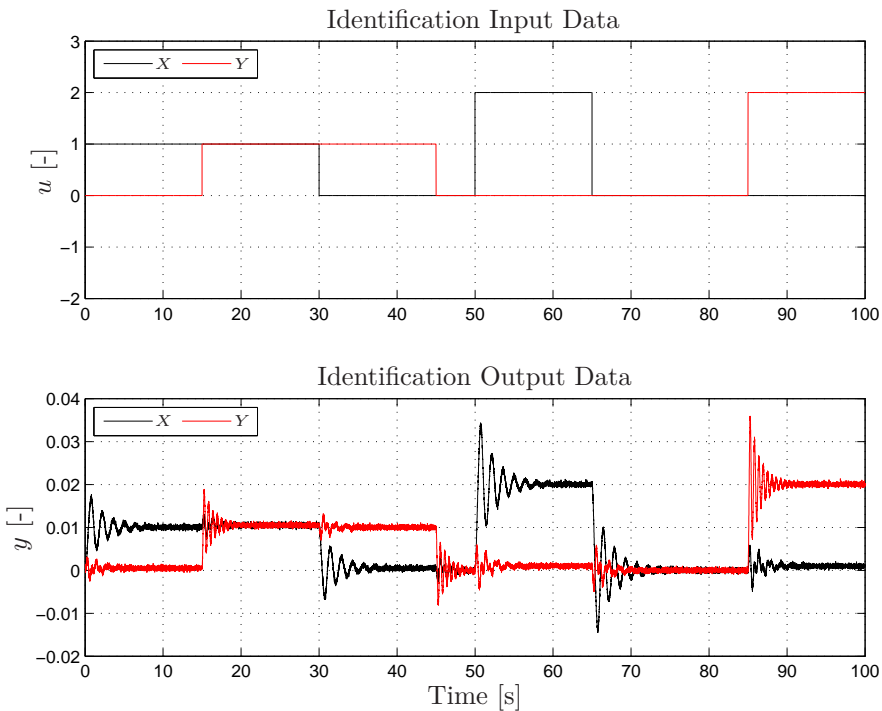 Identification Input Data
3
2
1
0
−1
−2
u [-]
X Y
0 10 20 30 40 50 60 70 80 90 100
Identification Output Data
0.04
0.03
0.02
0.01
0
−0.01
−0.02
y [-]
X Y
0 10 20 30 40 50 60 70 80 90 100
Time [s]